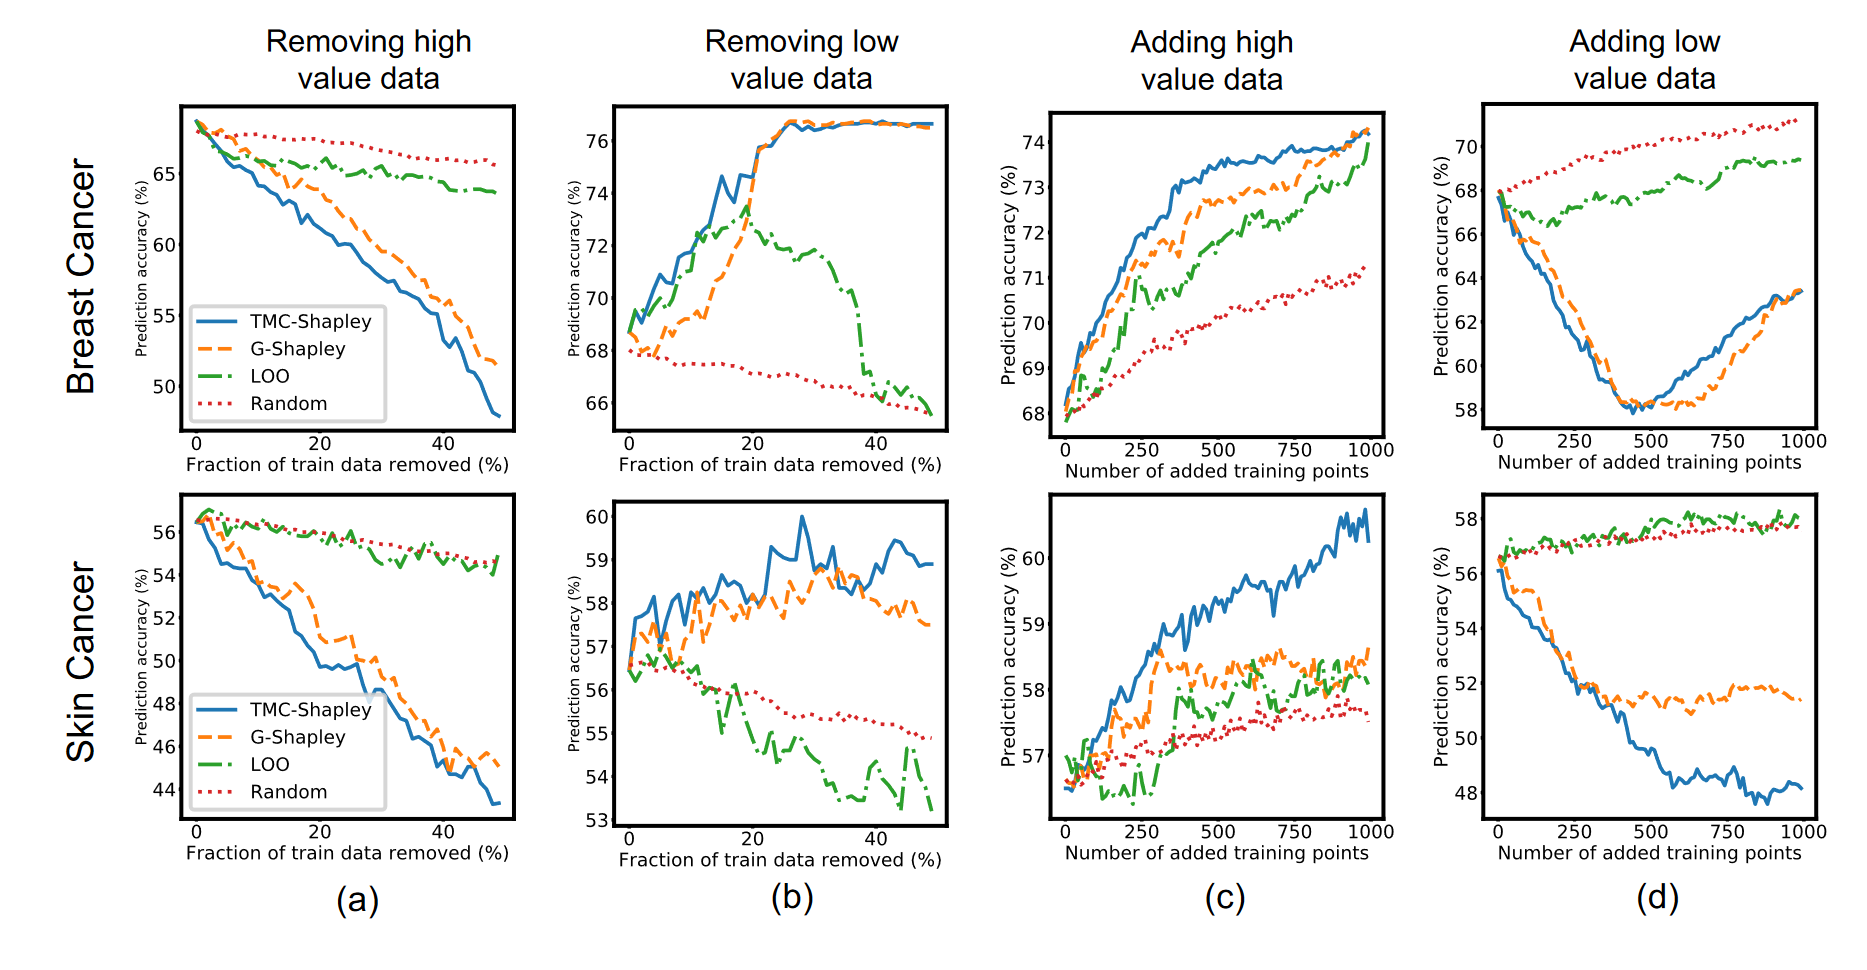 Removing high
value data
Removing low
value data
Adding high
value data
Adding low
value data
Breast Cancer
Prediction accuracy (%)
65
60
55
50
TMC-Shapley
G-Shapley
LOO
Random
0
20
40
Fraction of train data removed (%)
Prediction accuracy (%)
76
74
72
70
68
66
0
20
40
Fraction of train data removed (%)
Prediction accuracy (%)
74
73
72
71
70
69
68
0
250
500
750
1000
Number of added training points
Prediction accuracy (%)
70
68
66
64
62
60
58
0
250
500
750
1000
Number of added training points
Skin Cancer
Prediction accuracy (%)
56
54
52
50
48
46
44
TMC-Shapley
G-Shapley
LOO
Random
0
20
40
Fraction of train data removed (%)
Prediction accuracy (%)
60
59
58
57
56
55
54
53
0
20
40
Fraction of train data removed (%)
Prediction accuracy (%)
60
59
58
57
0
250
500
750
1000
Number of added training points
Prediction accuracy (%)
58
56
54
52
50
48
0
250
500
750
1000
Number of added training points
(a)
(b)
(c)
(d)